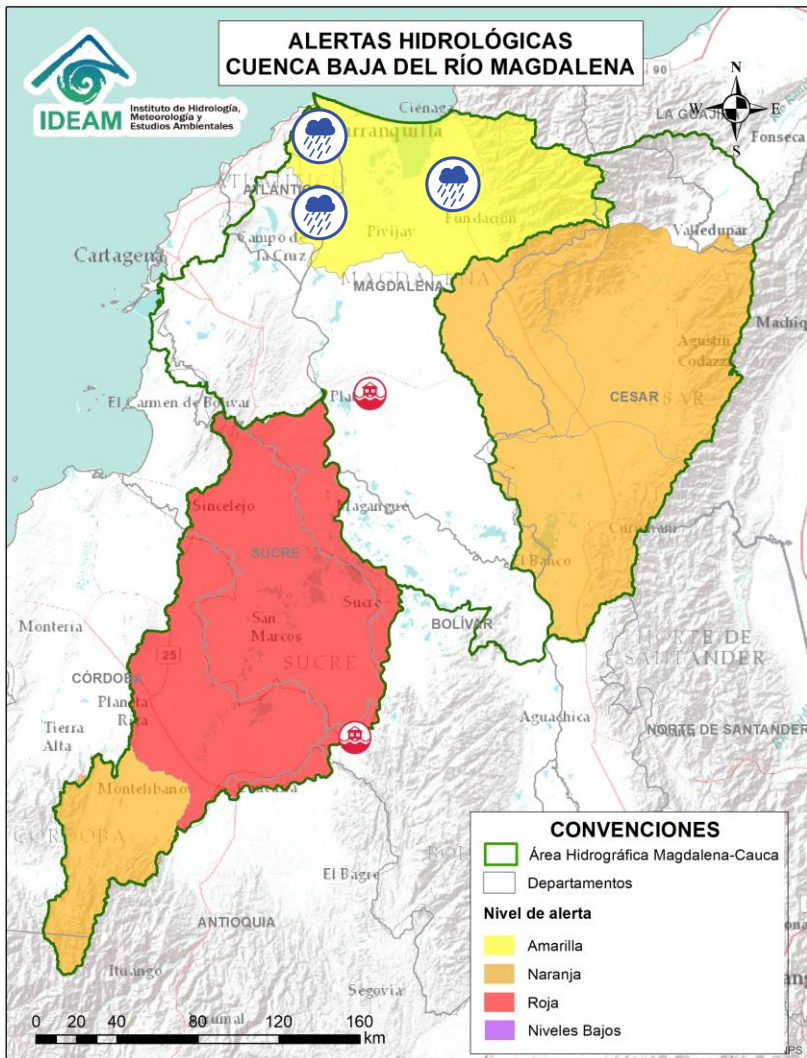 ALERTAS HIDROLÓGICAS
CUENCA BAJA DEL RÍO MAGDALENA
IDEAM
Instituto de Hidrología,
Meteorología y
Estudios Ambientales
90
N
W
E
S
Ciénaga
LA GUAJIRA
Fonseca
ATLÁNTICO
Valledupar
Fundación
Pivijay
Campo de
la Cruz
Cartagena
MAGDALENA
MAGDALENA
Machiq
Agustín
Codazzi
CESAR
El Carmen de Bolívar
Sincelejo
Magangué
SUCRE
El Banco
Sucre
San
Marcos
BOLÍVAR
Montería
SUCRE
NORTE DE
SANTANDER
25
CÓRDOBA
Planeta
Rica
Aguachica
Tierra
Alta
NORTE DE SANTANDER
Montelíbano
CÓRDOBA
El Bagre
ANTIOQUIA
Ituango
Segovia
0 20 40 80 120 160
km
CONVENCIONES
Área Hidrográfica Magdalena-Cauca
Departamentos
Nivel de alerta
Amarilla
Naranja
Roja
Niveles Bajos